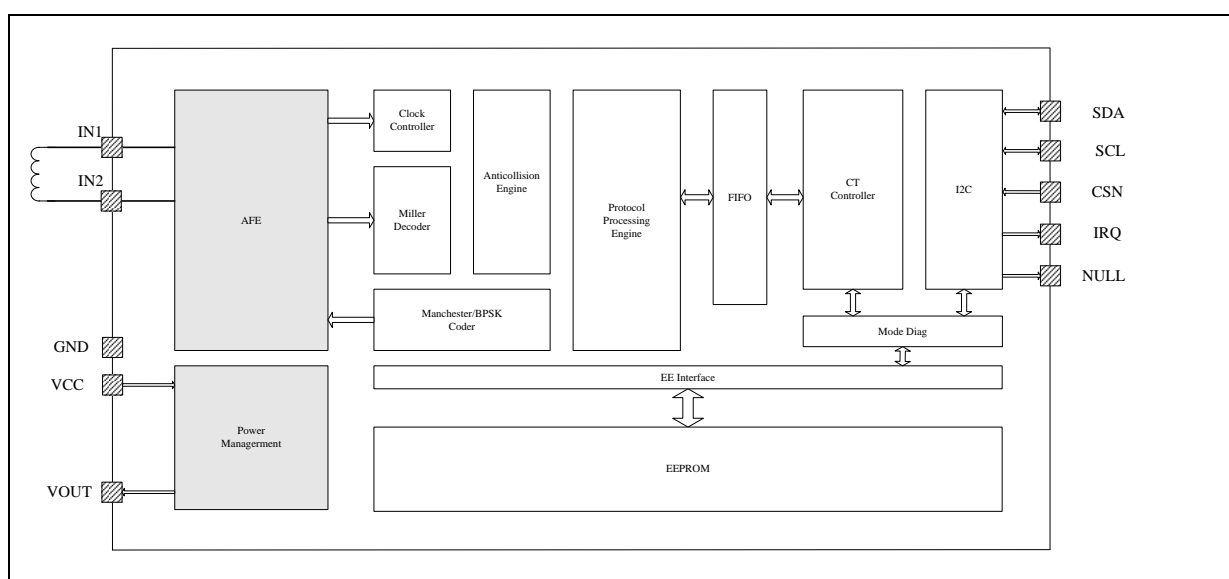 IN1
IN2
GND
VCC
VOUT
AFE
Power
Managerment
Clock
Controller
Miller
Decoder
Anticollision
Engine
Manchester/BPSK
Coder
Protocol
Processing
Engine
FIFO
CT
Controller
I2C
SDA
SCL
CSN
IRQ
NULL
Mode Diag
EE Interface
EEPROM